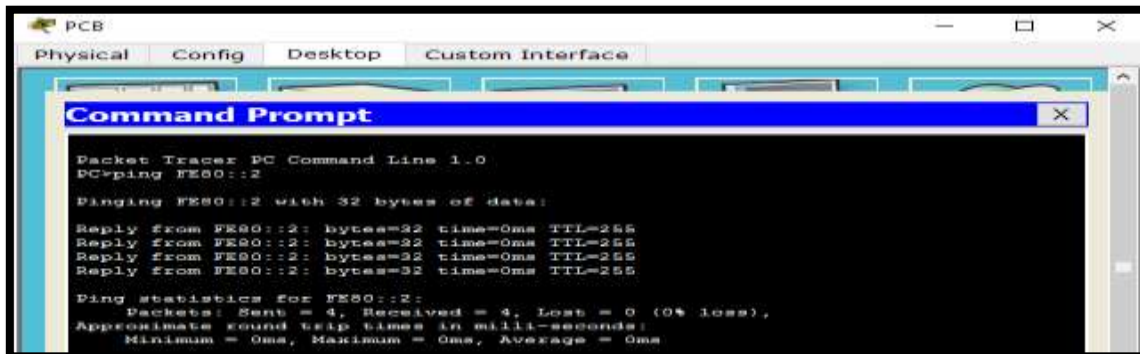 PCB
Physical Config Desktop Custom Interface
Command Prompt
Packet Tracer PC Command Line 1.0
PC>ping FE80::2
Pinging FE80::2 with 32 bytes of data:
Reply from FE80::2: bytes=32 time=0ms TTL=255
Reply from FE80::2: bytes=32 time=0ms TTL=255
Reply from FE80::2: bytes=32 time=0ms TTL=255
Reply from FE80::2: bytes=32 time=0ms TTL=255
Ping statistics for FE80::2:
Packets: Sent = 4, Received = 4, Lost = 0 (0% loss),
Approximate round trip times in milli-seconds:
Minimum = 0ms, Maximum = 0ms, Average = 0ms